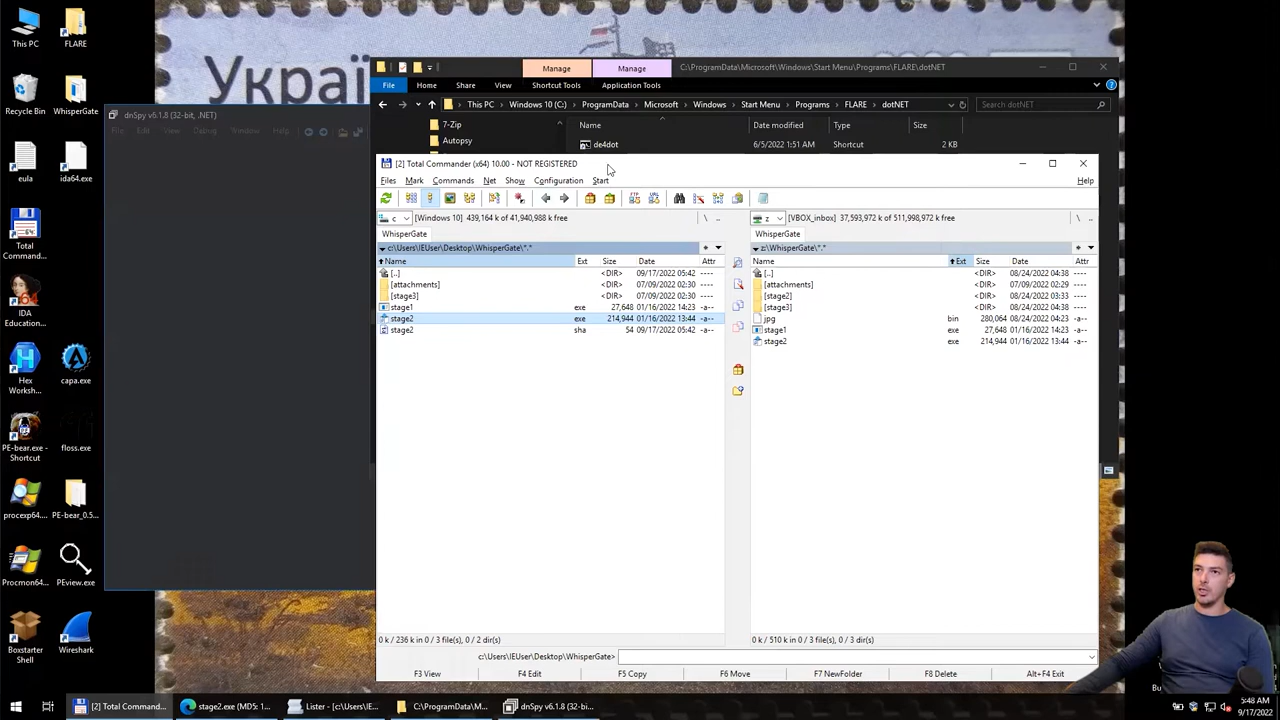 This PC
FLARE
Recycle Bin
WhisperGate
eula
ida64.exe
Total
Command...
IDA
Education...
Hex
Worksh...
capa.exe
PE-bear.exe -
Shortcut
floss.exe
procexp64....
PE-bear_0.5...
Procmon64...
PEview.exe
Boxstarter
Shell
Wireshark
Украї
dnSpy v6.1.8 (32-bit, .NET)
File Edit View Debug Window Help
Manage Manage C:\ProgramData\Microsoft\Windows\Start Menu\Programs\FLARE\dotNET
File Home Share View Shortcut Tools Application Tools
This PC Windows 10 (C:) ProgramData Microsoft Windows Start Menu Programs FLARE dotNET Search dotNET
7-Zip Name Date modified Type Size
Autopsy de4dot 6/5/2022 1:51 AM Shortcut 2 KB
[2] Total Commander (x64) 10.00 - NOT REGISTERED
Files Mark Commands Net Show Configuration Start Help
c [Windows 10] 439,164 k of 41,940,988 k free \ ..
WhisperGate
c:\Users\IEUser\Desktop\WhisperGate\*.*
Name Ext Size Date Attr
[..] <DIR> 09/17/2022 05:42 ----
[attachments] <DIR> 07/09/2022 02:30 ----
[stage3] <DIR> 07/09/2022 02:30 ----
stage1 exe 27,648 01/16/2022 14:23 -a--
stage2 exe 214,944 01/16/2022 13:44 -a--
stage2 sha 54 09/17/2022 05:42 -a--
0 k / 236 k in 0 / 3 file(s), 0 / 2 dir(s)
z [VBOX_inbox] 37,593,972 k of 511,998,972 k free \ ..
WhisperGate
z:\WhisperGate\*.*
Name Ext Size Date Attr
[..] <DIR> 08/24/2022 04:38 ----
[attachments] <DIR> 07/09/2022 02:29 ----
[stage2] <DIR> 08/24/2022 03:33 ----
[stage3] <DIR> 08/24/2022 04:38 ----
jpg bin 280,064 08/24/2022 04:23 -a--
stage1 exe 27,648 01/16/2022 14:23 -a--
stage2 exe 214,944 01/16/2022 13:44 -a--
0 k / 510 k in 0 / 3 file(s), 0 / 3 dir(s)
c:\Users\IEUser\Desktop\WhisperGate>
F3 View F4 Edit F5 Copy F6 Move F7 NewFolder F8 Delete Alt+F4 Exit
[2] Total Command... stage2.exe (MD5: 1... Lister - [c:\Users\IE... C:\ProgramData\M... dnSpy v6.1.8 (32-bi...
5:48 AM
9/17/2022